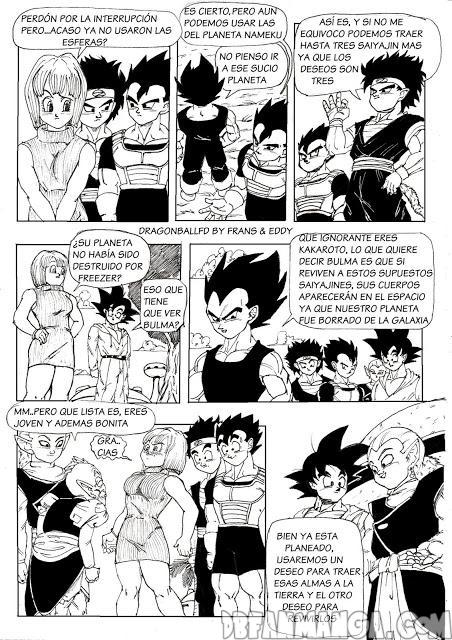 PERDÓN POR LA INTERRUPCIÓN
PERO...ACASO YA NO USARON LAS
ESFERAS?
ES CIERTO,PERO AUN
PODEMOS USAR LAS
DEL PLANETA NAMEKU
NO PIENSO IR
A ESE SUCIO
PLANETA
ASÍ ES, Y SI NO ME
EQUIVOCO PODEMOS TRAER
HASTA TRES SAIYAJIN MAS
YA QUE LOS
DESEOS SON
TRES
DRAGONBALLFD BY FRANS & EDDY
¿SU PLANETA
NO HABÍA SIDO
DESTRUIDO POR
FREEZER?
ESO QUE
TIENE
QUE VER
BULMA?
QUE IGNORANTE ERES
KAKAROTO, LO QUE QUIERE
DECIR BULMA ES QUE SI
REVIVEN A ESTOS SUPUESTOS
SAIYAJINES, SUS CUERPOS
APARECERÁN EN EL ESPACIO
YA QUE NUESTRO PLANETA
FUE BORRADO DE LA GALAXIA
MM..PERO QUE LISTA ES, ERES
JOVEN Y ADEMAS BONITA
GRA..
CIAS
BIEN YA ESTA
PLANEADO,
USAREMOS UN
DESEO PARA TRAER
ESAS ALMAS A LA
TIERRA Y EL OTRO
DESEO PARA
REVIVIRLOS
DBFANMANGA.COM